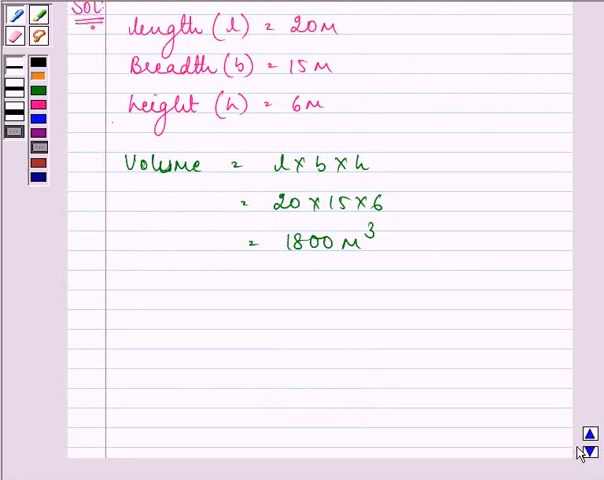 Sol:
length (l) = 20m
Breadth (b) = 15m
height (h) = 6m
Volume = l × b × h
= 20 × 15 × 6
= 1800 m³